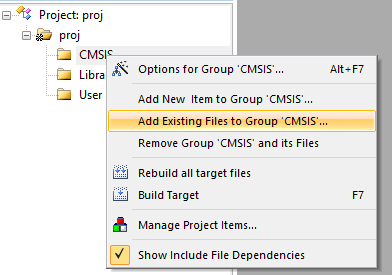 Project: proj
proj
CMSIS
Libra
User
Options for Group 'CMSIS'... Alt+F7
Add New  Item to Group 'CMSIS'...
Add Existing Files to Group 'CMSIS'...
Remove Group 'CMSIS' and its Files
Rebuild all target files
Build Target F7
Manage Project Items...
Show Include File Dependencies